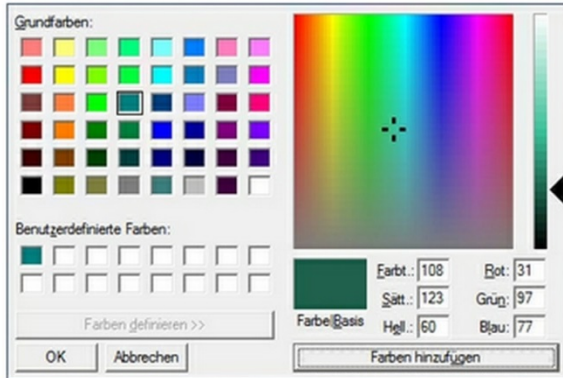 Grundfarben:
Benutzerdefinierte Farben:
Farben definieren >>
OK Abbrechen
Farbe|Basis
Farbt.: 108 Rot: 31
Sätt.: 123 Grün: 97
Hell.: 60 Blau: 77
Farben hinzufügen